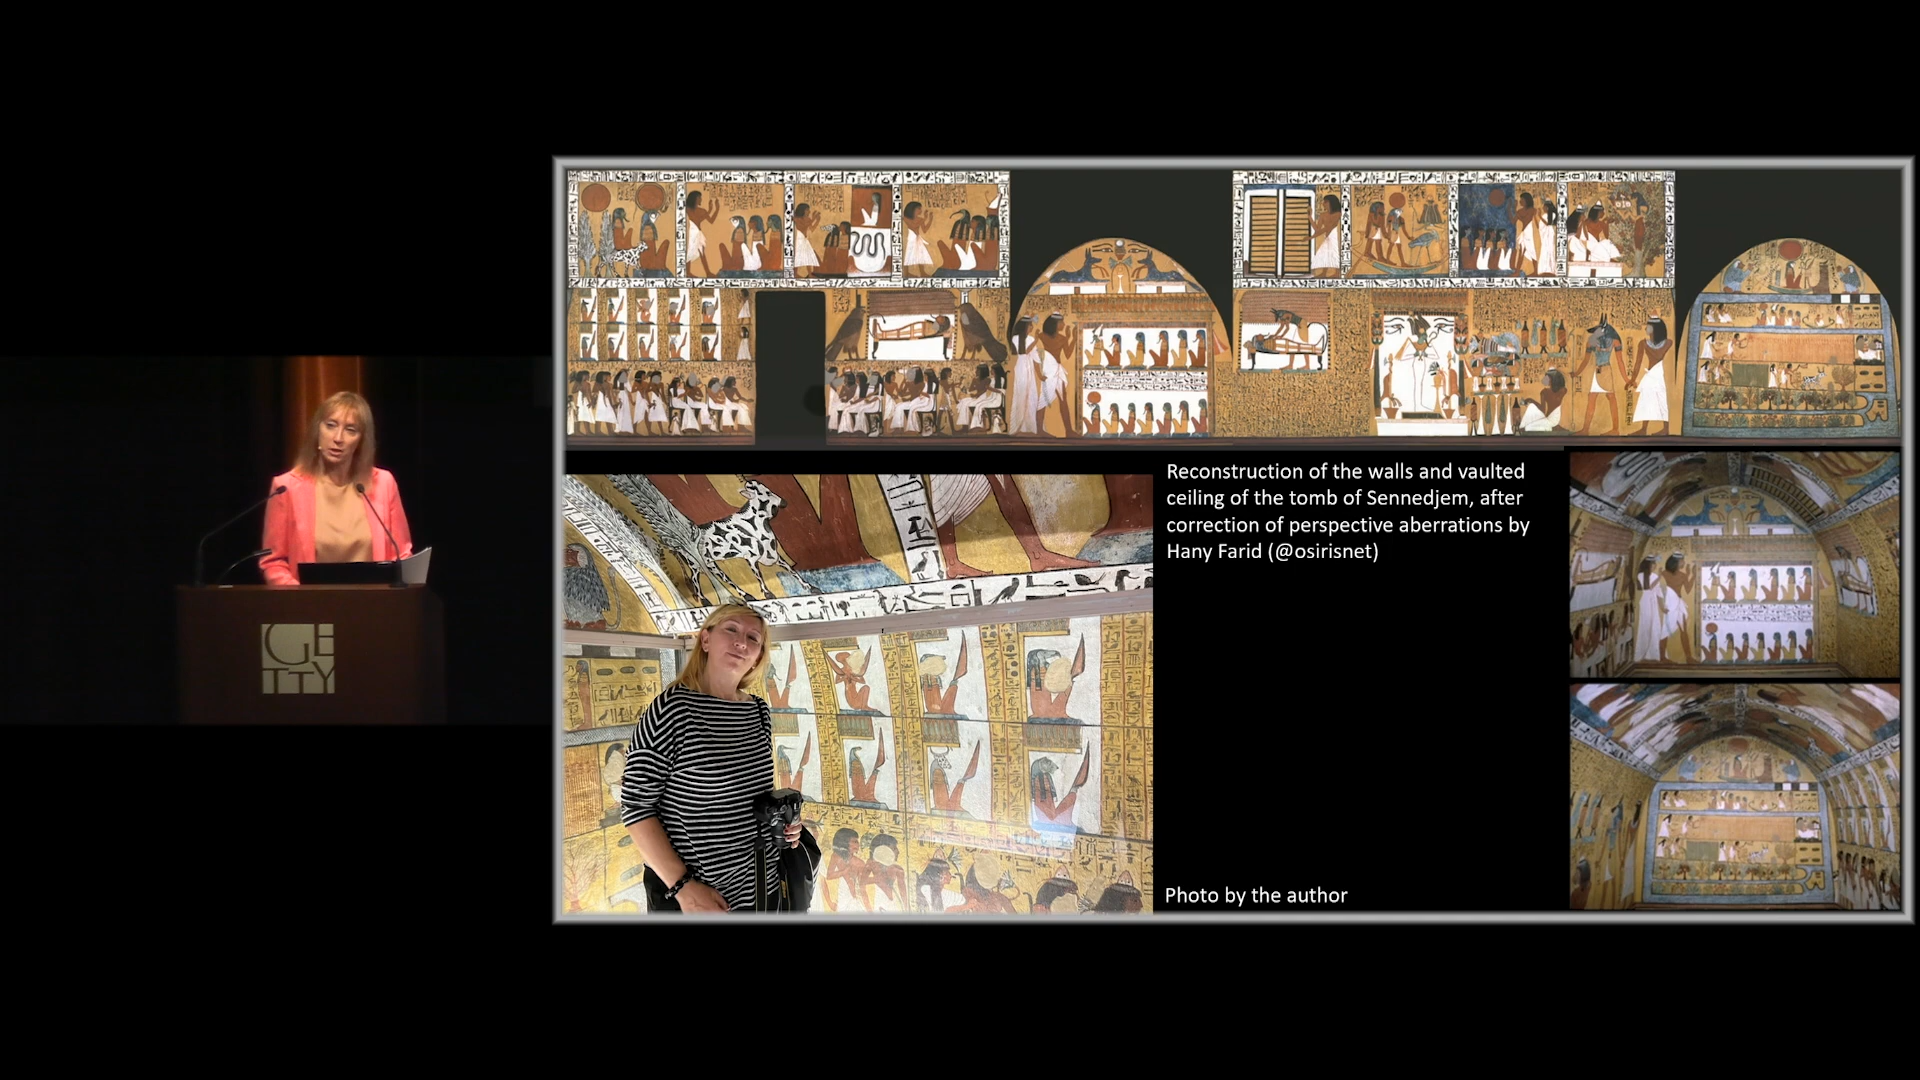 GETTY
Reconstruction of the walls and vaulted
ceiling of the tomb of Sennedjem, after
correction of perspective aberrations by
Hany Farid (@osirisnet)
Photo by the author